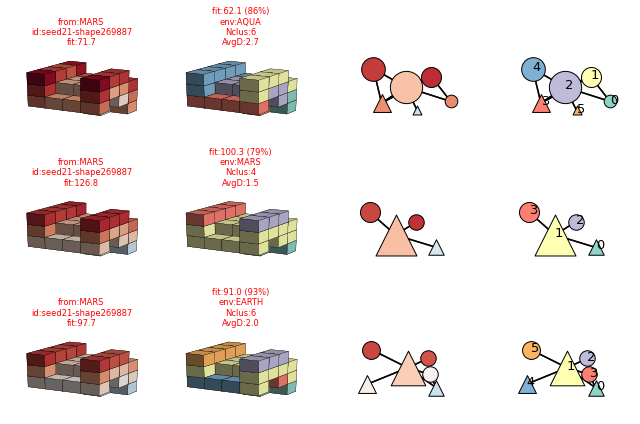 from:MARS
id:seed21-shape269887
fit:71.7
fit:62.1 (86%)
env:AQUA
Nclus:6
AvgD:2.7
4
1
2
3
0
5
from:MARS
id:seed21-shape269887
fit:126.8
fit:100.3 (79%)
env:MARS
Nclus:4
AvgD:1.5
3
2
1
0
from:MARS
id:seed21-shape269887
fit:97.7
fit:91.0 (93%)
env:EARTH
Nclus:6
AvgD:2.0
5
2
1
3
4
0